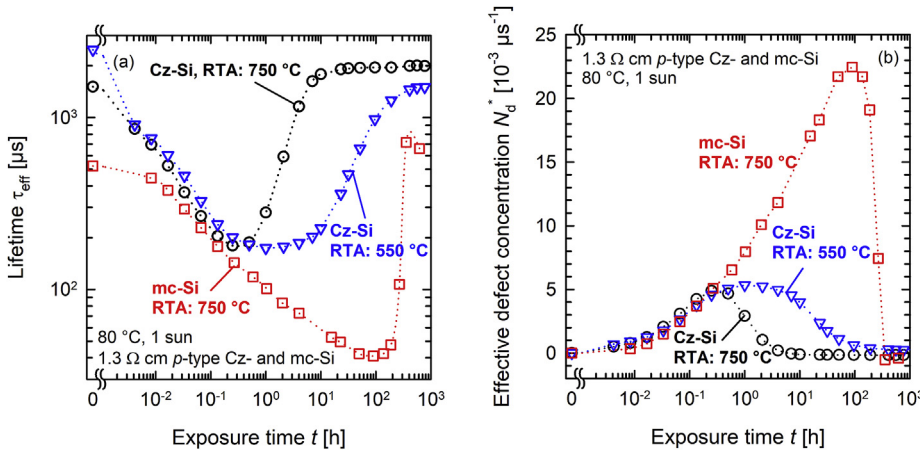 (a)
Cz-Si, RTA: 750 °C
Cz-Si
RTA: 550 °C
mc-Si
RTA: 750 °C
80 °C, 1 sun
1.3 Ω cm p-type Cz- and mc-Si
10³
10²
Lifetime τeff [µs]
0 10⁻² 10⁻¹ 10⁰ 10¹ 10² 10³
Exposure time t [h]
(b)
1.3 Ω cm p-type Cz- and mc-Si
80 °C, 1 sun
mc-Si
RTA: 750 °C
Cz-Si
RTA: 550 °C
Cz-Si
RTA: 750 °C
25
20
15
10
5
0
Effective defect concentration Nd* [10⁻³ µs⁻¹]
0 10⁻² 10⁻¹ 10⁰ 10¹ 10² 10³
Exposure time t [h]